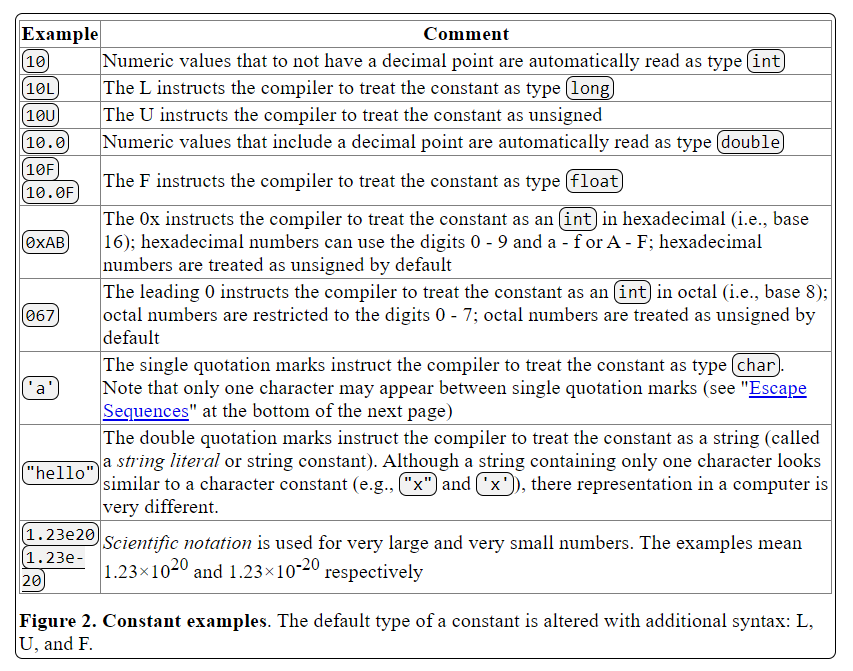 Example Comment
10 Numeric values that to not have a decimal point are automatically read as type int
10L The L instructs the compiler to treat the constant as type long
10U The U instructs the compiler to treat the constant as unsigned
10.0 Numeric values that include a decimal point are automatically read as type double
10F
10.0F
The F instructs the compiler to treat the constant as type float
0xAB
The 0x instructs the compiler to treat the constant as an int in hexadecimal (i.e., base
16); hexadecimal numbers can use the digits 0 - 9 and a - f or A - F; hexadecimal
numbers are treated as unsigned by default
067
The leading 0 instructs the compiler to treat the constant as an int in octal (i.e., base 8);
octal numbers are restricted to the digits 0 - 7; octal numbers are treated as unsigned by
default
'a'
The single quotation marks instruct the compiler to treat the constant as type char.
Note that only one character may appear between single quotation marks (see "Escape
Sequences" at the bottom of the next page)
"hello"
The double quotation marks instruct the compiler to treat the constant as a string (called
a string literal or string constant). Although a string containing only one character looks
similar to a character constant (e.g., "x" and 'x'), there representation in a computer is
very different.
1.23e20
1.23e-
20
Scientific notation is used for very large and very small numbers. The examples mean
1.23×10^20 and 1.23×10^-20 respectively
Figure 2. Constant examples. The default type of a constant is altered with additional syntax: L,
U, and F.